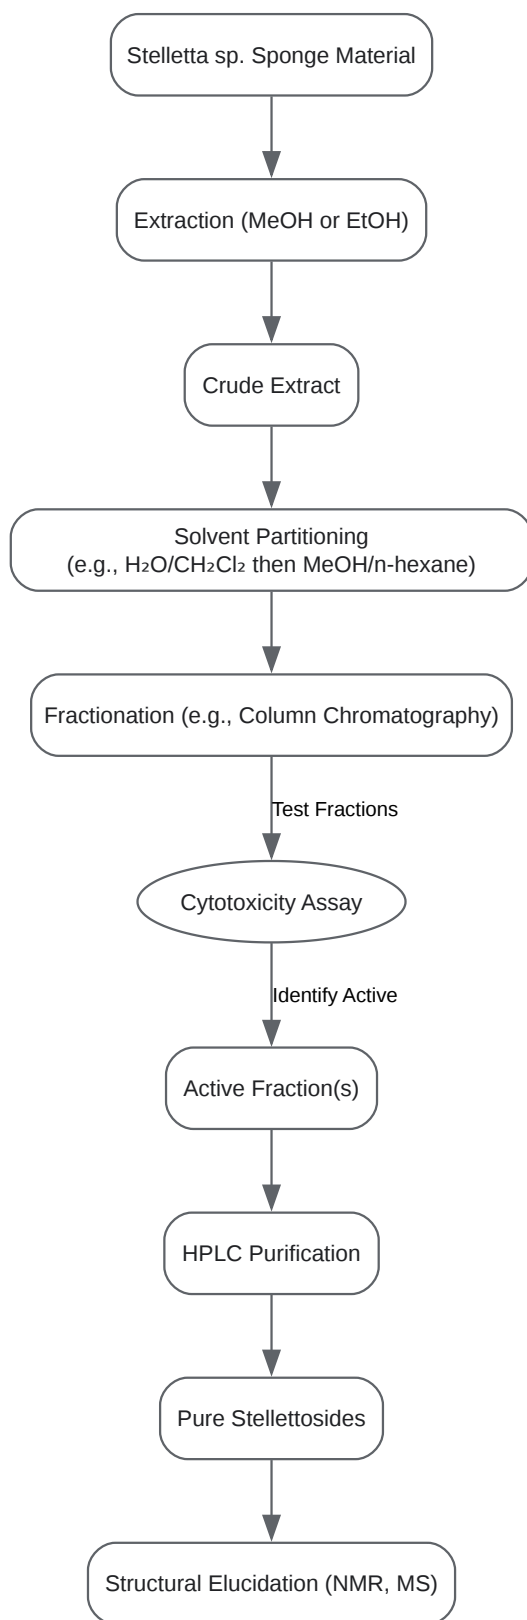 Stelletta sp. Sponge Material
Extraction (MeOH or EtOH)
Crude Extract
Solvent Partitioning
(e.g., H₂O/CH₂Cl₂ then MeOH/n-hexane)
Fractionation (e.g., Column Chromatography)
Test Fractions
Cytotoxicity Assay
Identify Active
Active Fraction(s)
HPLC Purification
Pure Stellettosides
Structural Elucidation (NMR, MS)